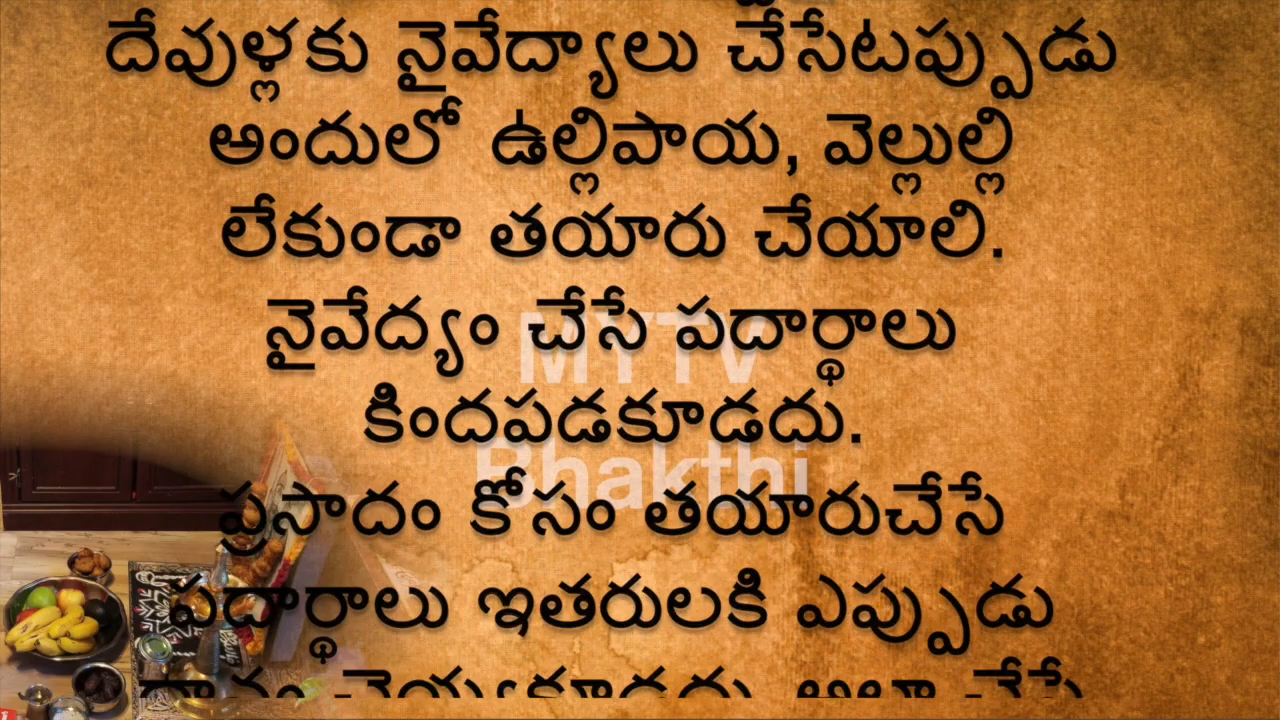 దేవుళ్లకు నైవేద్యాలు చేసేటప్పుడు
అందులో ఉల్లిపాయ, వెల్లుల్లి
లేకుండా తయారు చేయాలి.
నైవేద్యం చేసే పదార్థాలు
MYTV
కిందపడకూడదు.
Bhakthi
ప్రసాదం కోసం తయారుచేసే
పదార్థాలు ఇతరులకి ఎప్పుడు